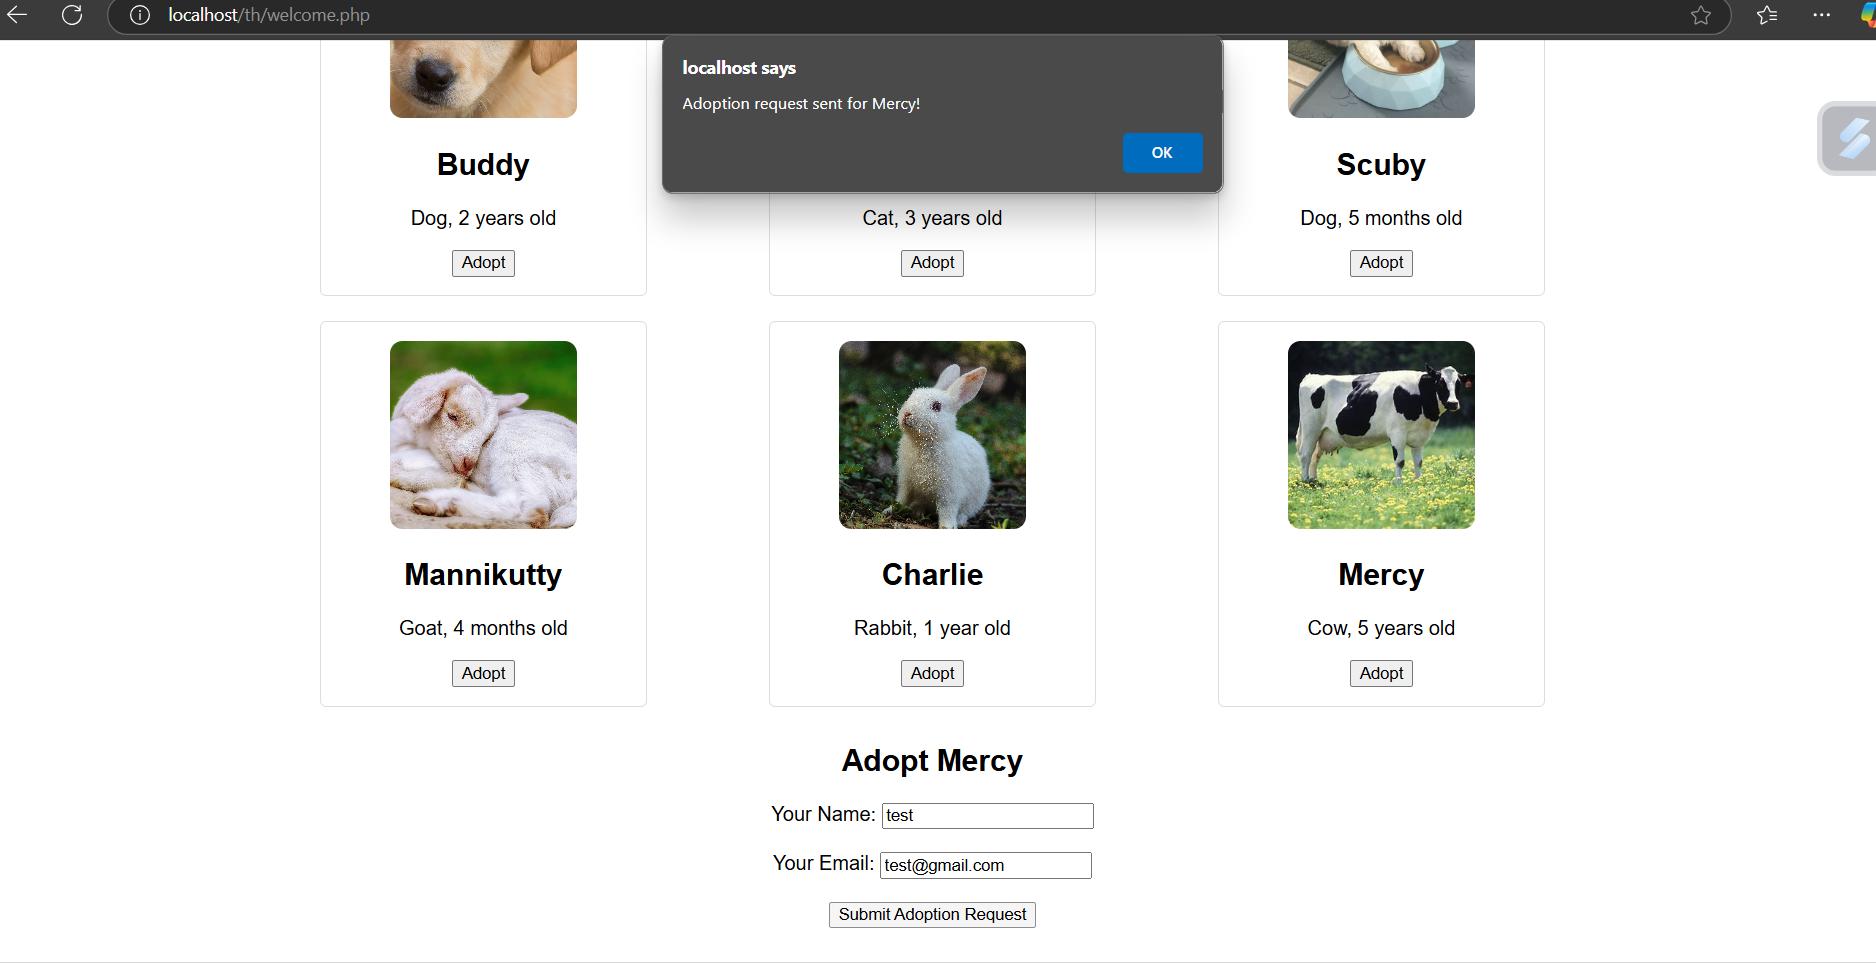 localhost/th/welcome.php
localhost says
Adoption request sent for Mercy!
OK
Buddy
Scuby
Dog, 2 years old
Cat, 3 years old
Dog, 5 months old
Adopt
Adopt
Adopt
Mannikutty
Charlie
Mercy
Goat, 4 months old
Rabbit, 1 year old
Cow, 5 years old
Adopt
Adopt
Adopt
Adopt Mercy
Your Name: test
Your Email: test@gmail.com
Submit Adoption Request